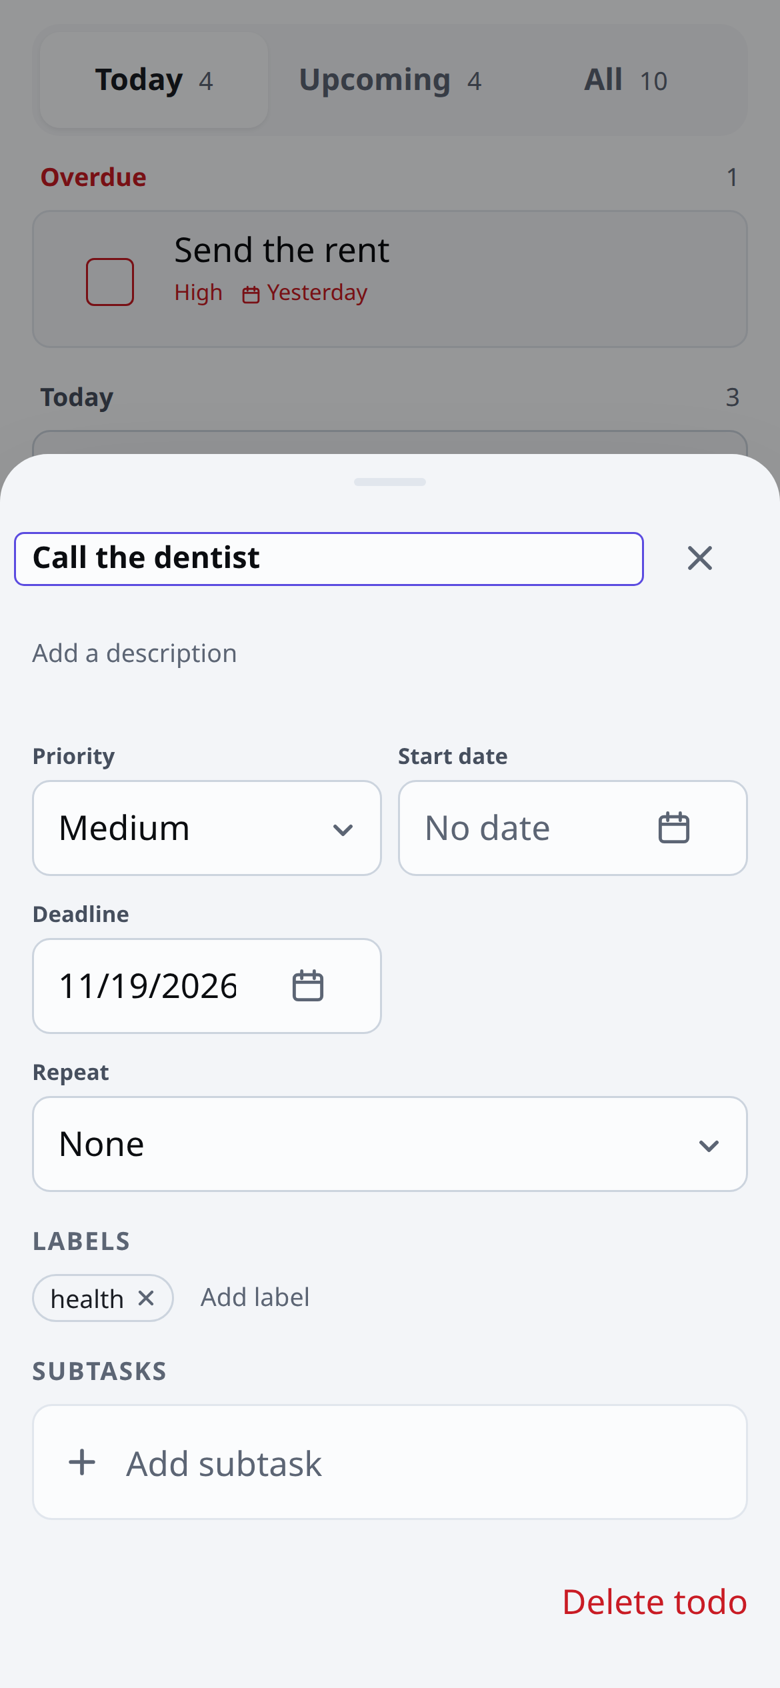 Today 4 Upcoming 4 All 10
Overdue 1
Send the rent
High Yesterday
Today 3
Call the dentist
Add a description
Priority Start date
Medium No date
Deadline
11/19/2026
Repeat
None
LABELS
health Add label
SUBTASKS
Add subtask
Delete todo